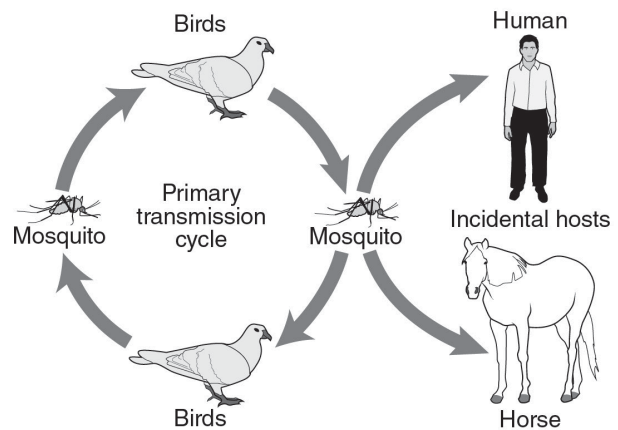 Birds
Human
Primary
transmission
cycle
Mosquito
Mosquito
Incidental hosts
Birds
Horse